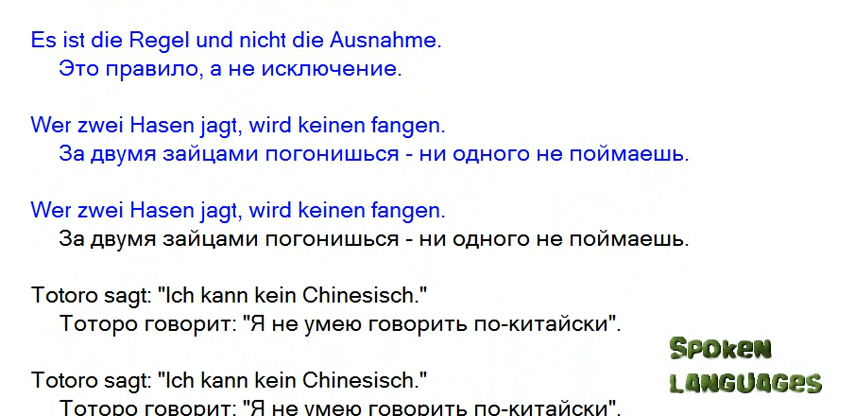 Es ist die Regel und nicht die Ausnahme.
Это правило, а не исключение.
Wer zwei Hasen jagt, wird keinen fangen.
За двумя зайцами погонишься - ни одного не поймаешь.
Wer zwei Hasen jagt, wird keinen fangen.
За двумя зайцами погонишься - ни одного не поймаешь.
Totoro sagt: "Ich kann kein Chinesisch."
Тоторо говорит: "Я не умею говорить по-китайски".
Totoro sagt: "Ich kann kein Chinesisch."
Тоторо говорит: "Я не умею говорить по-китайски".
Spoken
Languages